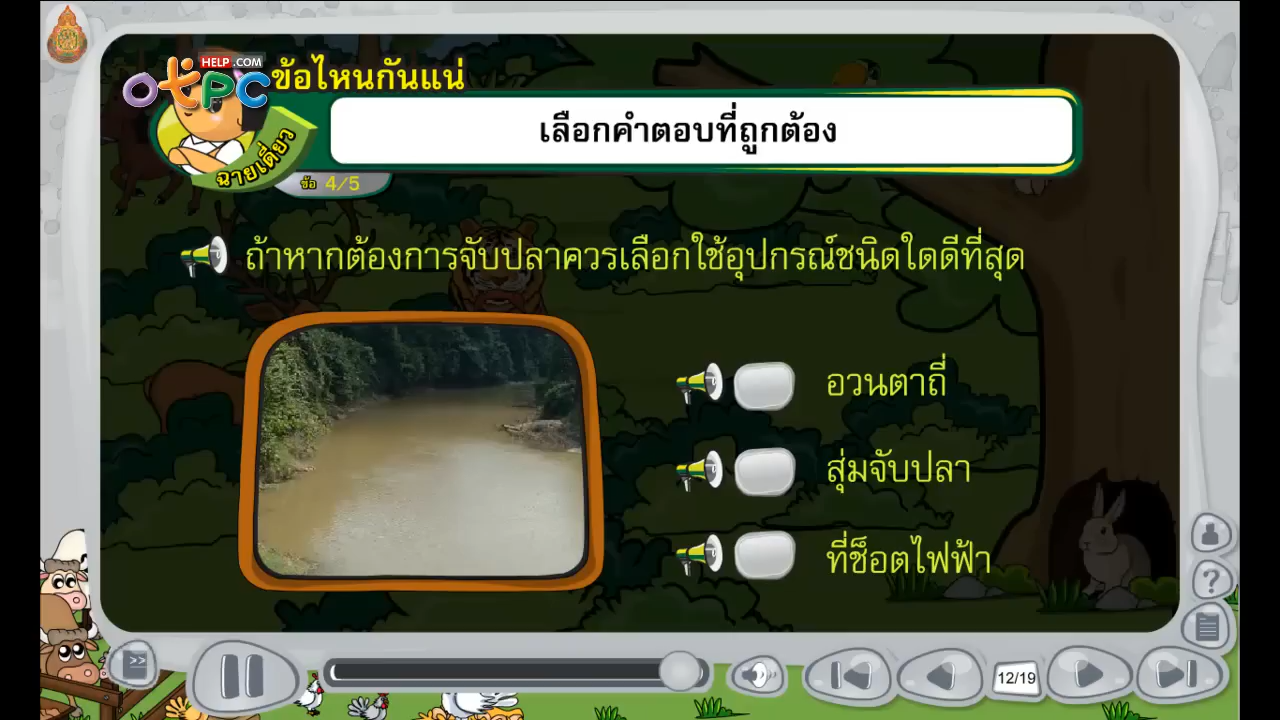 HELP .COM
OTPC
ข้อไหนกันแน่
เลือกคำตอบที่ถูกต้อง
ฉายเดี่ยว
ข้อ 4/5
ถ้าหากต้องการจับปลาควรเลือกใช้อุปกรณ์ชนิดใดดีที่สุด
อวนตาถี่
สุ่มจับปลา
ที่ช็อตไฟฟ้า
?
>>
12/19